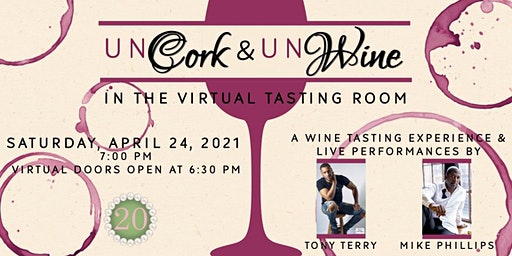 UNCork & UNWine
IN THE VIRTUAL TASTING ROOM
SATURDAY, APRIL 24, 2021
7:00 PM
VIRTUAL DOORS OPEN AT 6:30 PM
20
A WINE TASTING EXPERIENCE &
LIVE PERFORMANCES BY
TONY TERRY
MIKE PHILLIPS